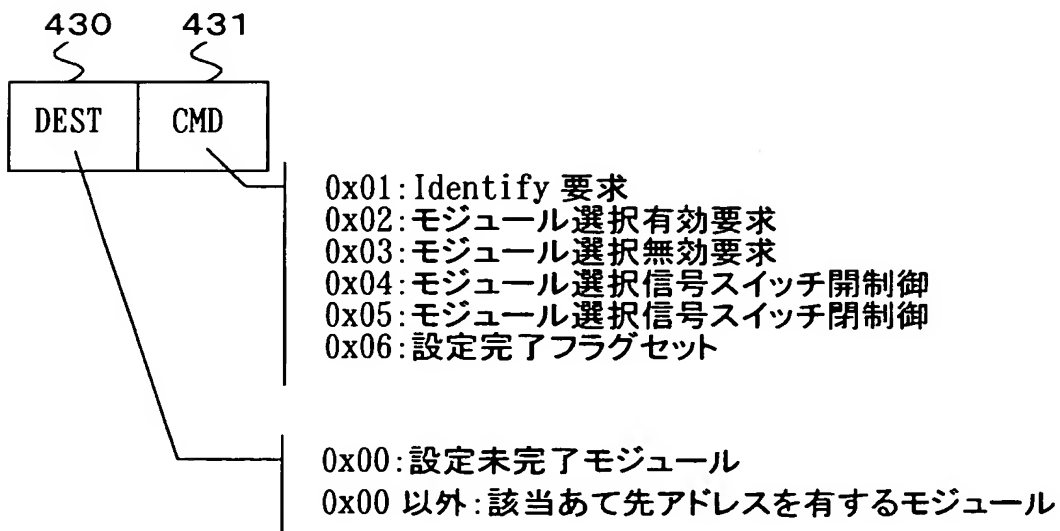 430 431
DEST CMD
0x01:Identify 要求
0x02:モジュール選択有効要求
0x03:モジュール選択無効要求
0x04:モジュール選択信号スイッチ開制御
0x05:モジュール選択信号スイッチ閉制御
0x06:設定完了フラグセット
0x00:設定未完了モジュール
0x00 以外:該当あて先アドレスを有するモジュール